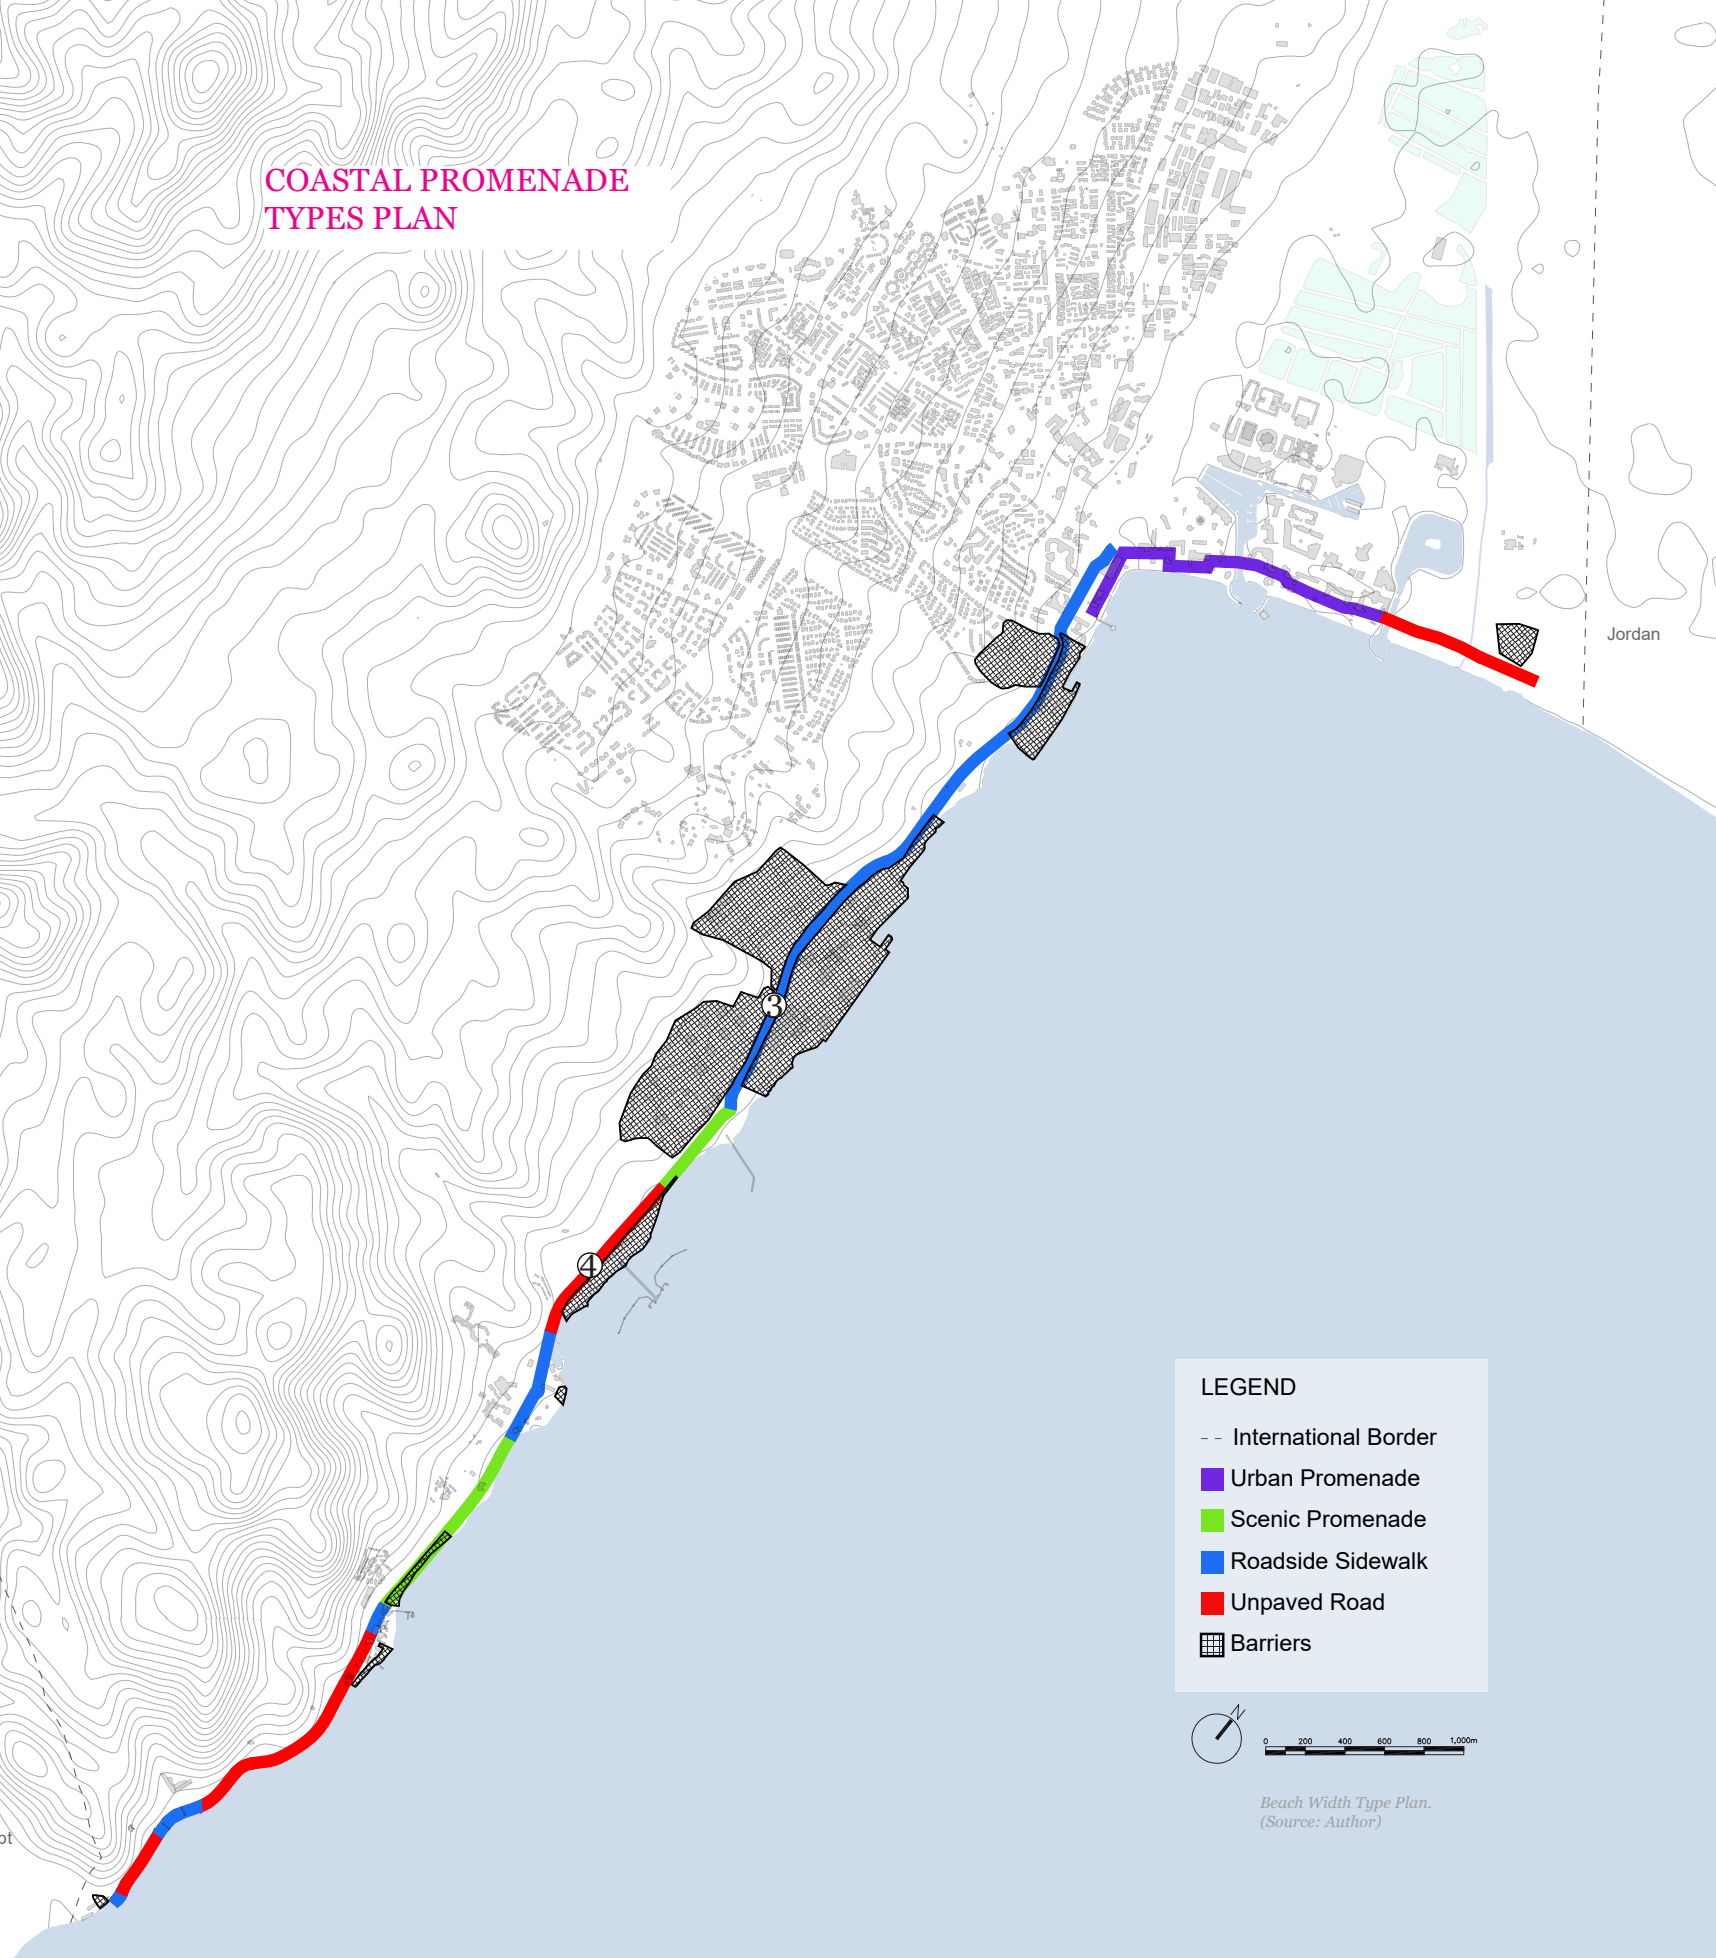 COASTAL PROMENADE
TYPES PLAN
Jordan
3
4
LEGEND
International Border
Urban Promenade
Scenic Promenade
Roadside Sidewalk
Unpaved Road
Barriers
N
0 200 400 600 800 1,000m
Beach Width Type Plan.
(Source: Author)
ot